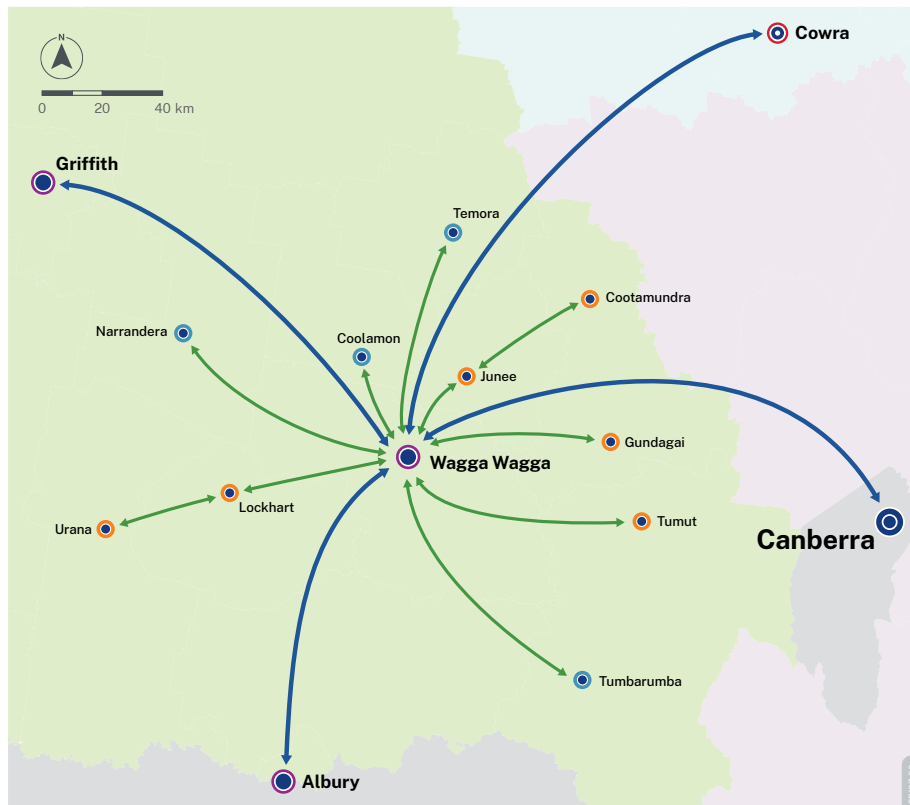 Cowra
N
0 20 40 km
Griffith
Temora
Cootamundra
Narrandera
Coolamon
Junee
Gundagai
Wagga Wagga
Lockhart
Urana
Tumut
Canberra
Tumbarumba
Albury